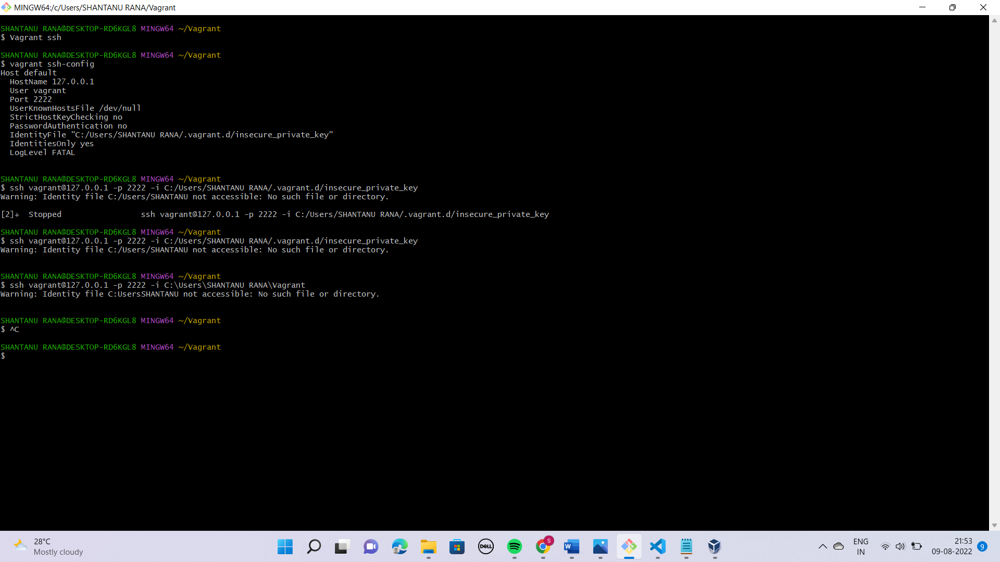 MINGW64:/c/Users/SHANTANU RANA/Vagrant
SHANTANU RANA@DESKTOP-RD6KGL8 MINGW64 ~/Vagrant
$ Vagrant ssh
SHANTANU RANA@DESKTOP-RD6KGL8 MINGW64 ~/Vagrant
$ vagrant ssh-config
Host default
  HostName 127.0.0.1
  User vagrant
  Port 2222
  UserKnownHostsFile /dev/null
  StrictHostKeyChecking no
  PasswordAuthentication no
  IdentityFile "C:/Users/SHANTANU RANA/.vagrant.d/insecure_private_key"
  IdentitiesOnly yes
  LogLevel FATAL
SHANTANU RANA@DESKTOP-RD6KGL8 MINGW64 ~/Vagrant
$ ssh vagrant@127.0.0.1 -p 2222 -i C:/Users/SHANTANU RANA/.vagrant.d/insecure_private_key
Warning: Identity file C:/Users/SHANTANU not accessible: No such file or directory.
[2]+  Stopped                 ssh vagrant@127.0.0.1 -p 2222 -i C:/Users/SHANTANU RANA/.vagrant.d/insecure_private_key
SHANTANU RANA@DESKTOP-RD6KGL8 MINGW64 ~/Vagrant
$ ssh vagrant@127.0.0.1 -p 2222 -i C:/Users/SHANTANU RANA/.vagrant.d/insecure_private_key
Warning: Identity file C:/Users/SHANTANU not accessible: No such file or directory.
SHANTANU RANA@DESKTOP-RD6KGL8 MINGW64 ~/Vagrant
$ ssh vagrant@127.0.0.1 -p 2222 -i C:\Users\SHANTANU RANA\Vagrant
Warning: Identity file C:UsersSHANTANU not accessible: No such file or directory.
SHANTANU RANA@DESKTOP-RD6KGL8 MINGW64 ~/Vagrant
$ ^C
SHANTANU RANA@DESKTOP-RD6KGL8 MINGW64 ~/Vagrant
$
28°C
Mostly cloudy
DELL
S
W
ENG
IN
21:53
09-08-2022
9